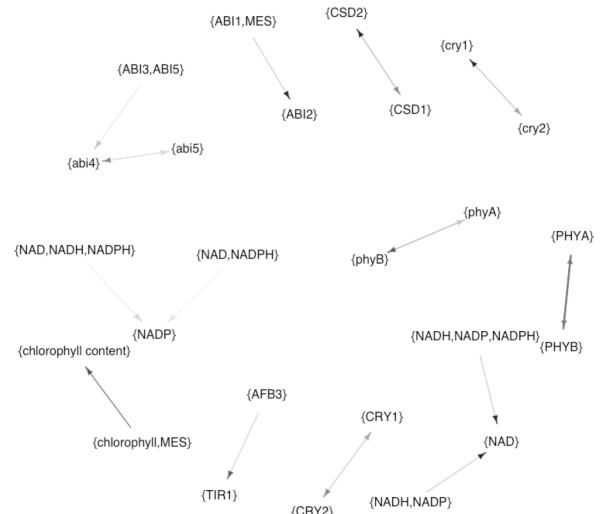 {CSD2}
{ABI1,MES}
{cry1}
{ABI3,ABI5}
{CSD1}
{ABI2}
{cry2}
{abi5}
{abi4}
{phyA}
{PHYA}
{NAD,NADH,NADPH}
{NAD,NADPH}
{phyB}
{NADP}
{NADH,NADP,NADPH}
{PHYB}
{chlorophyll content}
{AFB3}
{CRY1}
{chlorophyll,MES}
{NAD}
{TIR1}
{NADH,NADP}
{CRY2}